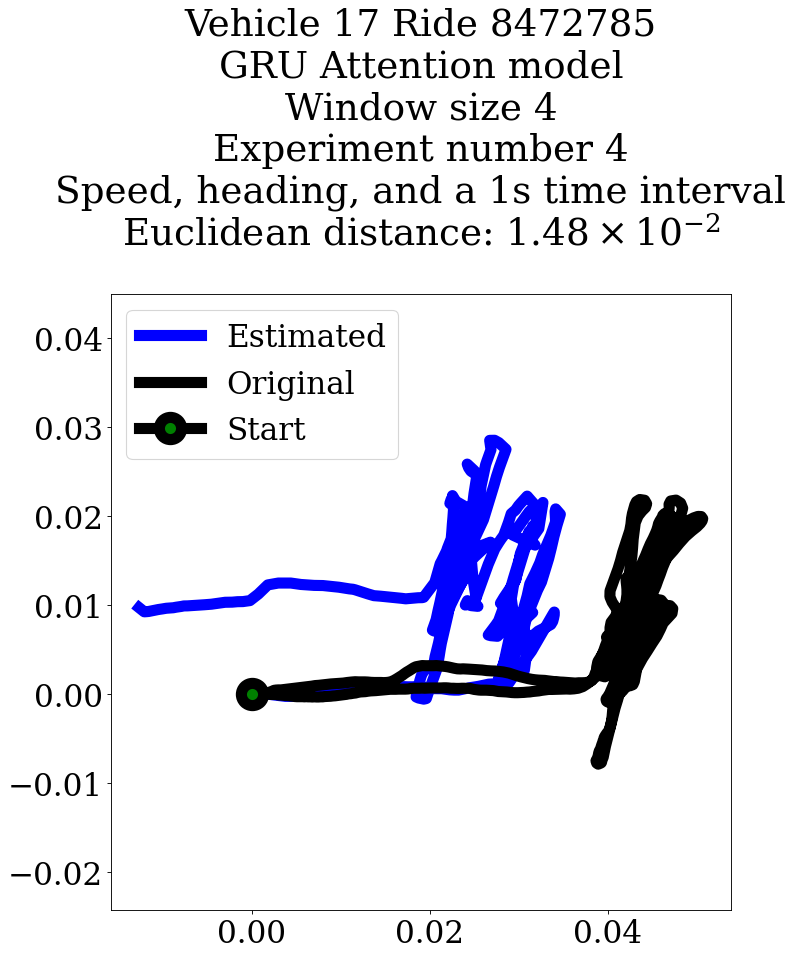 Vehicle 17 Ride 8472785
GRU Attention model
Window size 4
Experiment number 4
Speed, heading, and a 1s time interval
Euclidean distance: 1.48 × 10⁻²
Estimated
Original
Start
0.04
0.03
0.02
0.01
0.00
−0.01
−0.02
0.00 0.02 0.04